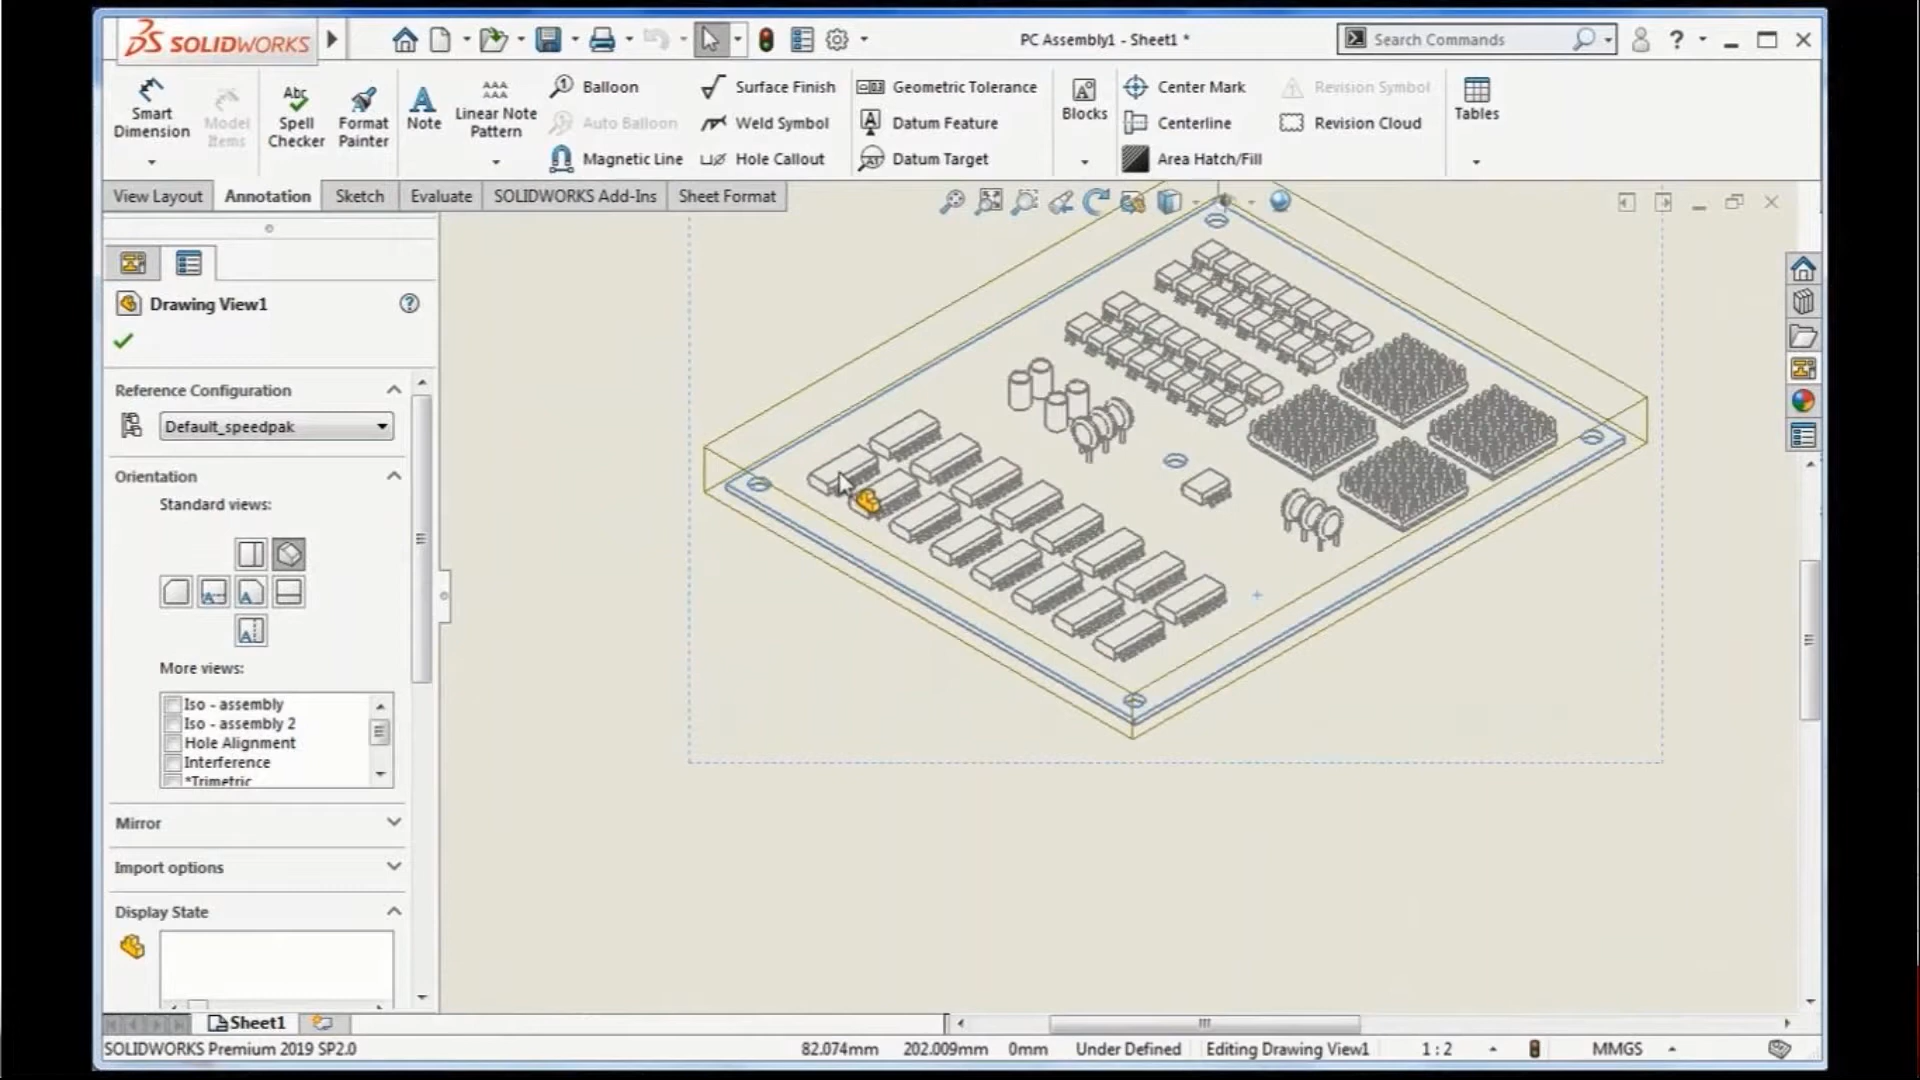 SOLIDWORKS
PC Assembly1 - Sheet1 *
Search Commands
?
Smart Dimension
Model Items
Abc
Spell Checker
Format Painter
A
Note
AAA
AAA
Linear Note Pattern
Balloon
Auto Balloon
Magnetic Line
Surface Finish
Weld Symbol
Hole Callout
Geometric Tolerance
Datum Feature
Datum Target
Blocks
Center Mark
Centerline
Area Hatch/Fill
Revision Symbol
Revision Cloud
Tables
View Layout
Annotation
Sketch
Evaluate
SOLIDWORKS Add-Ins
Sheet Format
Drawing View1
?
Reference Configuration
Default_speedpak
Orientation
Standard views:
More views:
Iso - assembly
Iso - assembly 2
Hole Alignment
Interference
*Trimetric
Mirror
Import options
Display State
Sheet1
SOLIDWORKS Premium 2019 SP2.0
82.074mm
202.009mm
0mm
Under Defined
Editing Drawing View1
1 : 2
MMGS